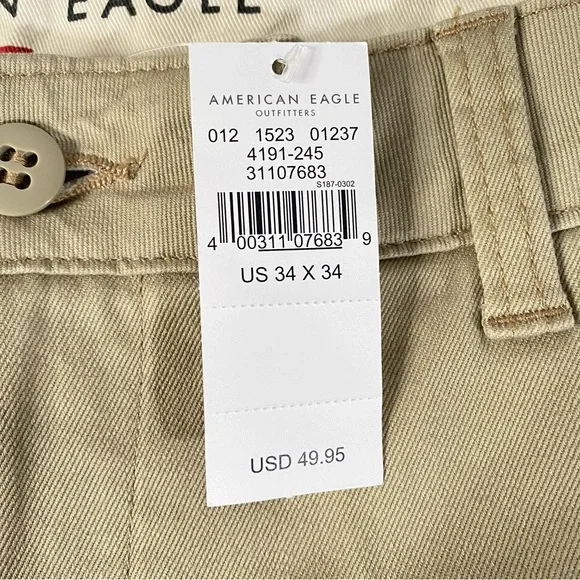 N EAGLE
AMERICAN EAGLE
OUTFITTERS
012 1523 01237
4191-245
31107683
S187-0302
4 00311 07683 9
US 34 X 34
USD 49.95